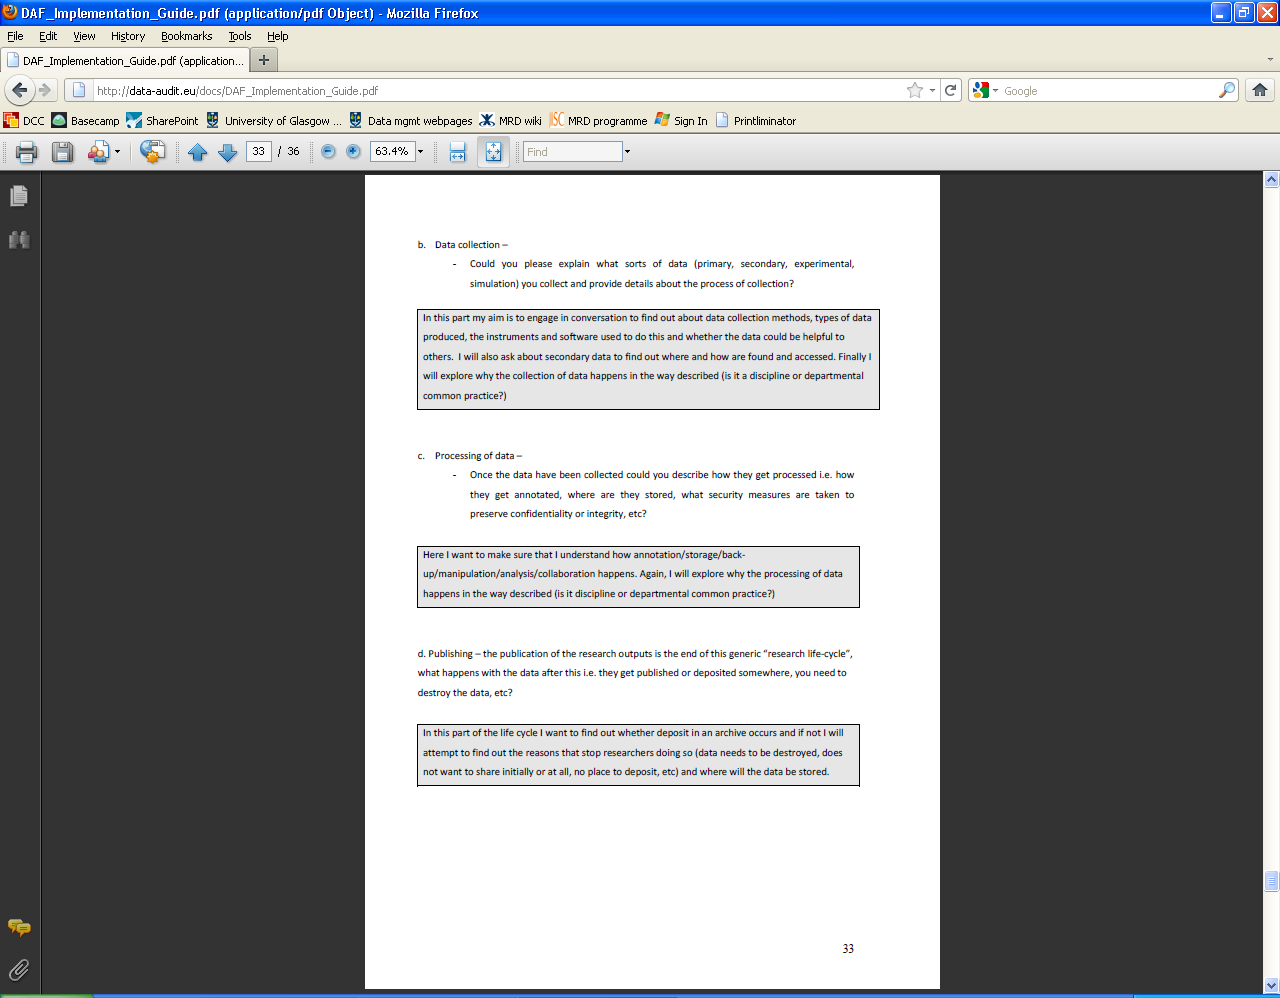 DAF_Implementation_Guide.pdf (application/pdf Object) - Mozilla Firefox
File Edit View History Bookmarks Tools Help
DAF_Implementation_Guide.pdf (application...
http://data-audit.eu/docs/DAF_Implementation_Guide.pdf Google
DCC Basecamp SharePoint University of Glasgow ... Data mgmt webpages MRD wiki JISC MRD programme Sign In Printliminator
33 / 36 63.4% Find
b. Data collection –
- Could you please explain what sorts of data (primary, secondary, experimental,
simulation) you collect and provide details about the process of collection?
In this part my aim is to engage in conversation to find out about data collection methods, types of data
produced, the instruments and software used to do this and whether the data could be helpful to
others.  I will also ask about secondary data to find out where and how are found and accessed. Finally I
will explore why the collection of data happens in the way described (is it a discipline or departmental
common practice?)
c. Processing of data –
- Once the data have been collected could you describe how they get processed i.e. how
they get annotated, where are they stored, what security measures are taken to
preserve confidentiality or integrity, etc?
Here I want to make sure that I understand how annotation/storage/back-
up/manipulation/analysis/collaboration happens. Again, I will explore why the processing of data
happens in the way described (is it discipline or departmental common practice?)
d. Publishing – the publication of the research outputs is the end of this generic “research life-cycle”,
what happens with the data after this i.e. they get published or deposited somewhere, you need to
destroy the data, etc?
In this part of the life cycle I want to find out whether deposit in an archive occurs and if not I will
attempt to find out the reasons that stop researchers doing so (data needs to be destroyed, does
not want to share initially or at all, no place to deposit, etc) and where will the data be stored.
33